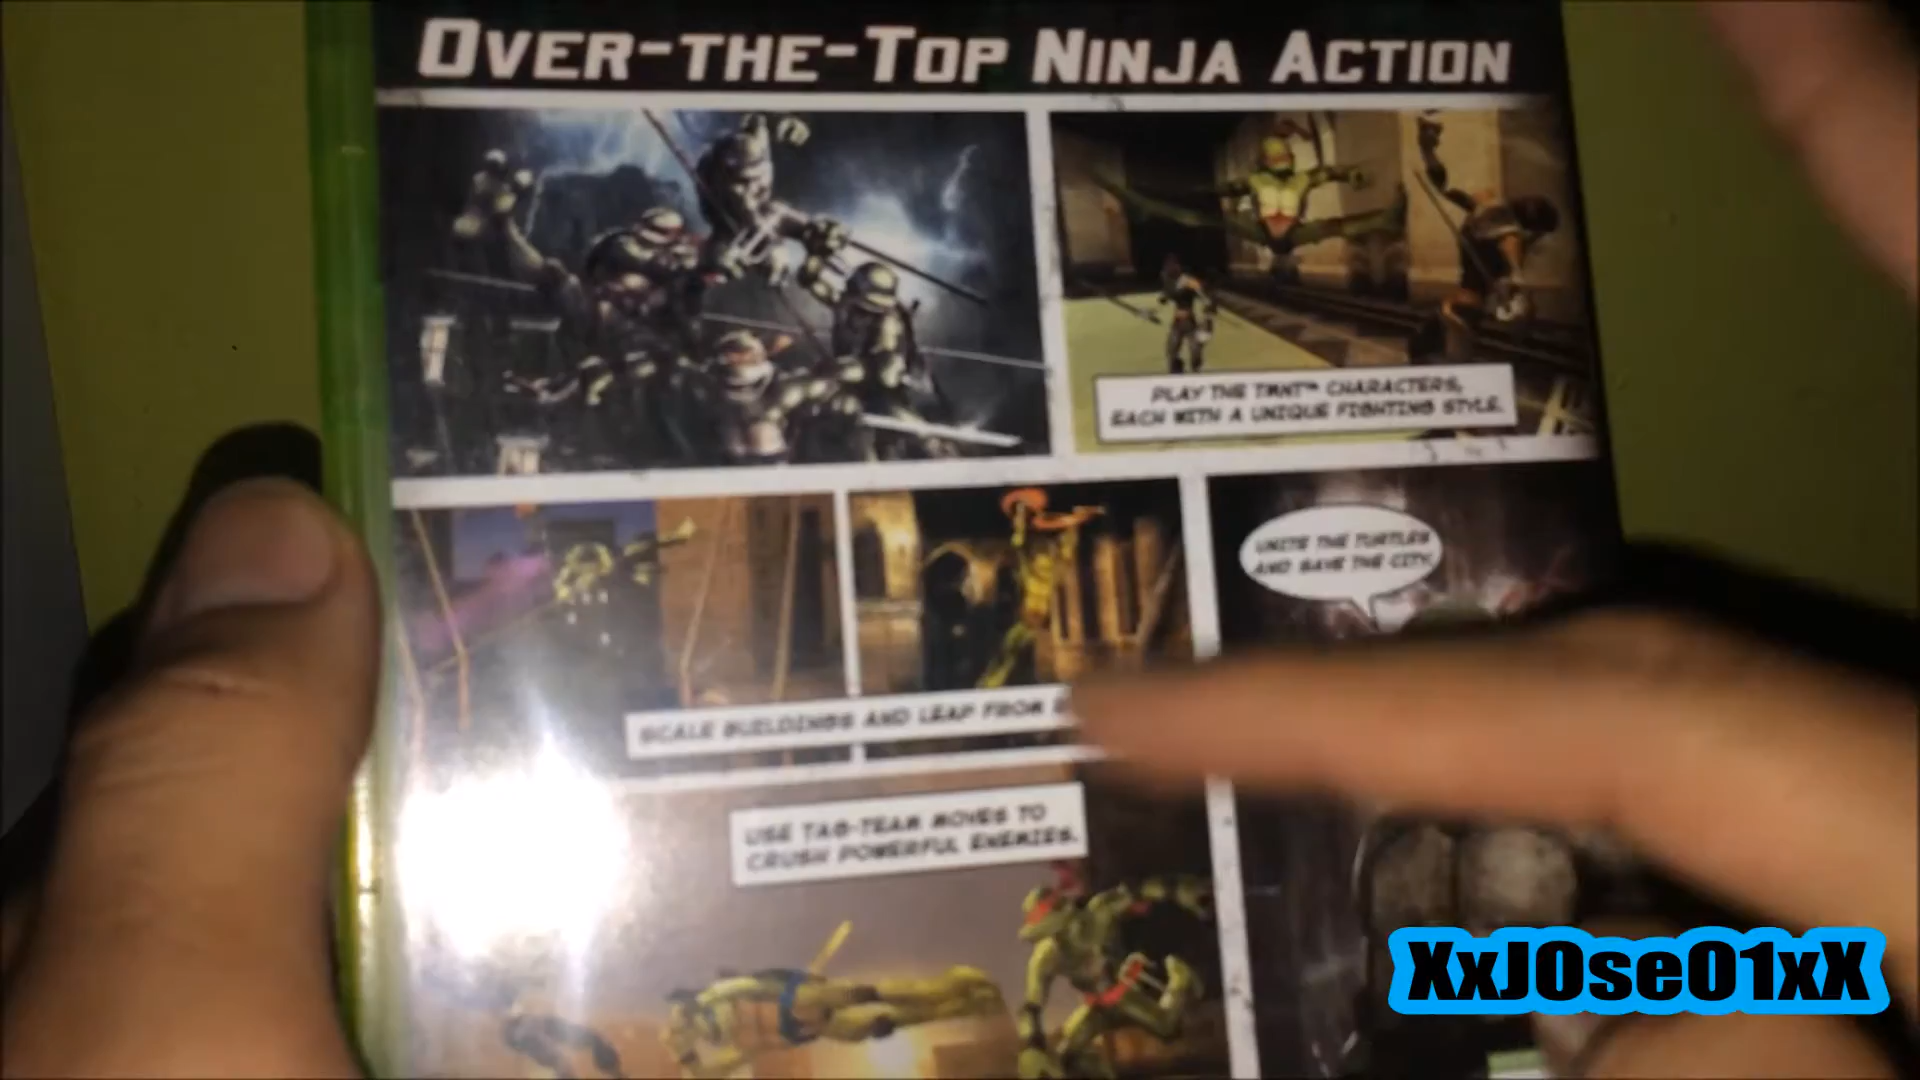 OVER-THE-TOP NINJA ACTION
PLAY THE TMNT™ CHARACTERS,
EACH WITH A UNIQUE FIGHTING STYLE.
UNITE THE TURTLES
AND SAVE THE CITY.
SCALE BUILDINGS AND LEAP FROM
USE TAG-TEAM MOVES TO
CRUSH POWERFUL ENEMIES.
XxJ0se01xX